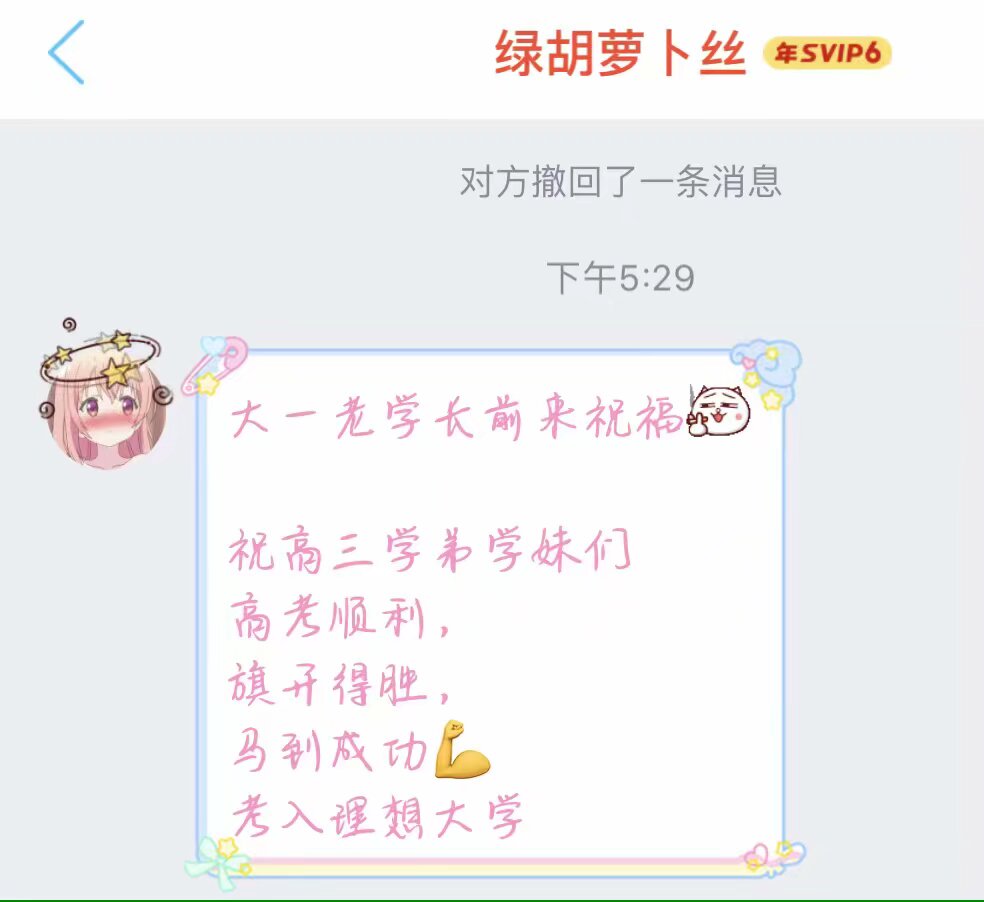 绿胡萝卜丝 年SVIP6
对方撤回了一条消息
下午5:29
大一老学长前来祝福
祝高三学弟学妹们
高考顺利，
旗开得胜，
马到成功💪
考入理想大学